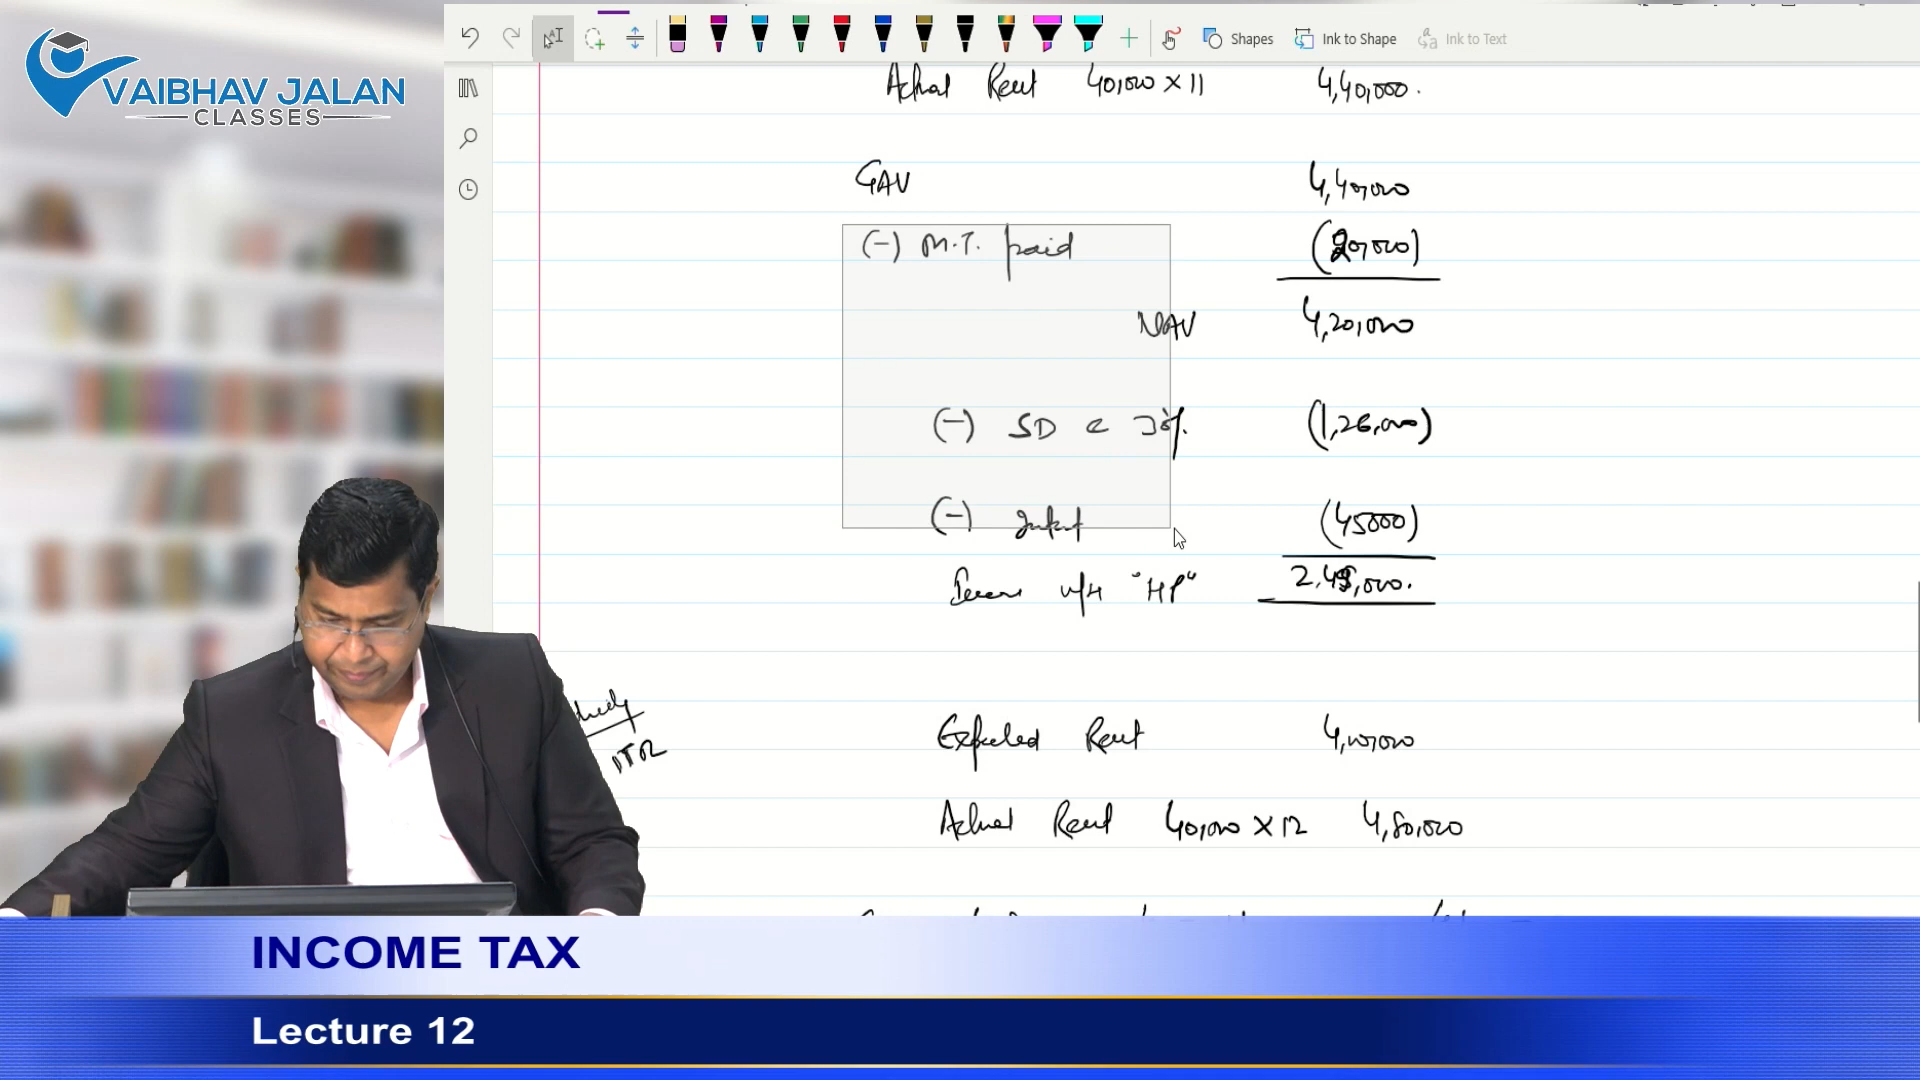 VAIBHAV JALAN
CLASSES
Shapes
Ink to Shape
Ink to Text
Actual Rent 40,000 × 11 4,40,000.
GAV 4,40,000
(-) M.T. paid (20,000)
NAV 4,20,000
(-) SD @ 30%. (1,26,000)
(-) Interest (45000)
Income u/H "HP" 2,49,000.
DTDR
Expected Rent 4,10,000
Actual Rent 40,000 × 12 4,80,000
INCOME TAX
Lecture 12